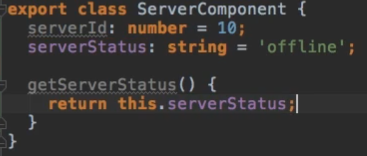 export class ServerComponent {
  serverId: number = 10;
  serverStatus: string = 'offline';

  getServerStatus() {
    return this.serverStatus;
  }
}